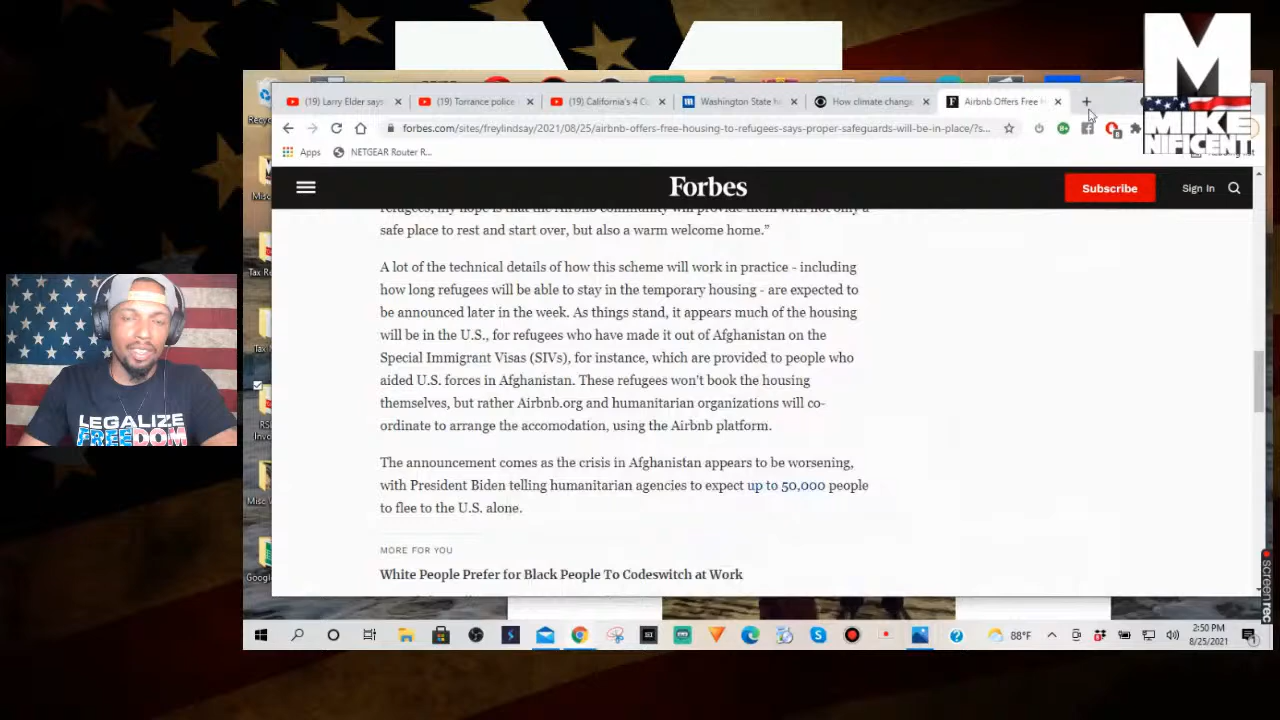 (19) Larry Elder says
(19) Torrance police
(19) California's 4 Co
Washington State h
How climate change
Airbnb Offers Free H
MIKE
NIFICENT
forbes.com/sites/freylindsay/2021/08/25/airbnb-offers-free-housing-to-refugees-says-proper-safeguards-will-be-in-place/?s...
Apps
NETGEAR Router R...
Forbes
Subscribe
Sign In
refugees, my hope is that the Airbnb community will provide them with not only a
safe place to rest and start over, but also a warm welcome home.”
A lot of the technical details of how this scheme will work in practice - including
how long refugees will be able to stay in the temporary housing - are expected to
be announced later in the week. As things stand, it appears much of the housing
will be in the U.S., for refugees who have made it out of Afghanistan on the
Special Immigrant Visas (SIVs), for instance, which are provided to people who
aided U.S. forces in Afghanistan. These refugees won't book the housing
themselves, but rather Airbnb.org and humanitarian organizations will co-
ordinate to arrange the accomodation, using the Airbnb platform.
The announcement comes as the crisis in Afghanistan appears to be worsening,
with President Biden telling humanitarian agencies to expect up to 50,000 people
to flee to the U.S. alone.
MORE FOR YOU
White People Prefer for Black People To Codeswitch at Work
LEGALIZE
FREEDOM
screenrec
88°F
2:50 PM
8/25/2021